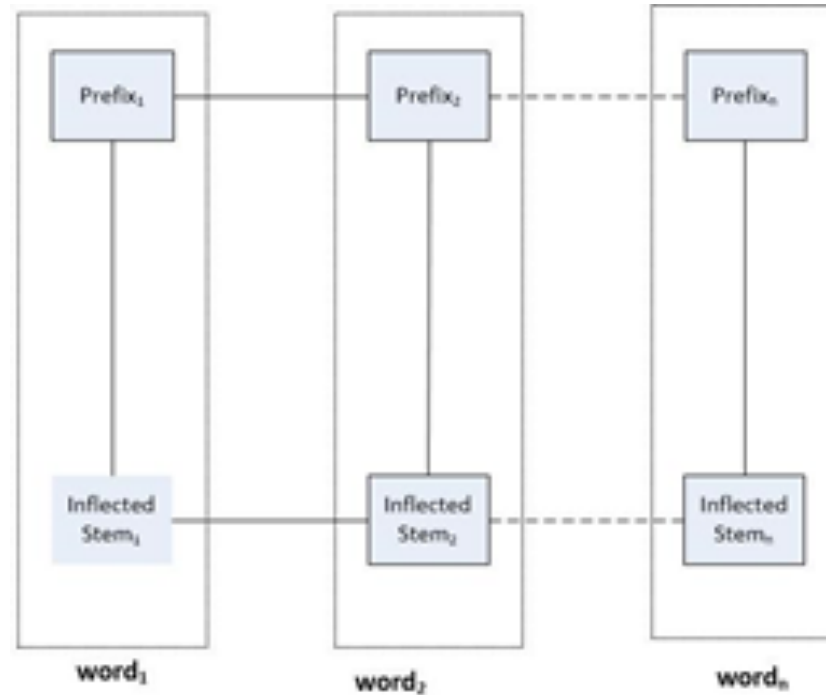 Prefix₁
Prefix₂
Prefixₙ
Inflected
Stem₁
Inflected
Stem₂
Inflected
Stemₙ
word₁
word₂
wordₙ